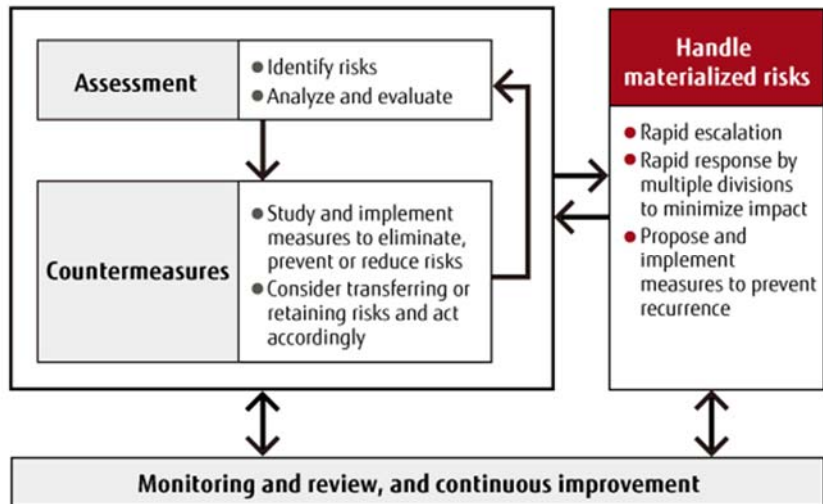 Assessment
● Identify risks
● Analyze and evaluate
Countermeasures
● Study and implement
measures to eliminate,
prevent or reduce risks
● Consider transferring or
retaining risks and act
accordingly
Handle
materialized risks
● Rapid escalation
● Rapid response by
multiple divisions
to minimize impact
● Propose and
implement
measures to prevent
recurrence
Monitoring and review, and continuous improvement